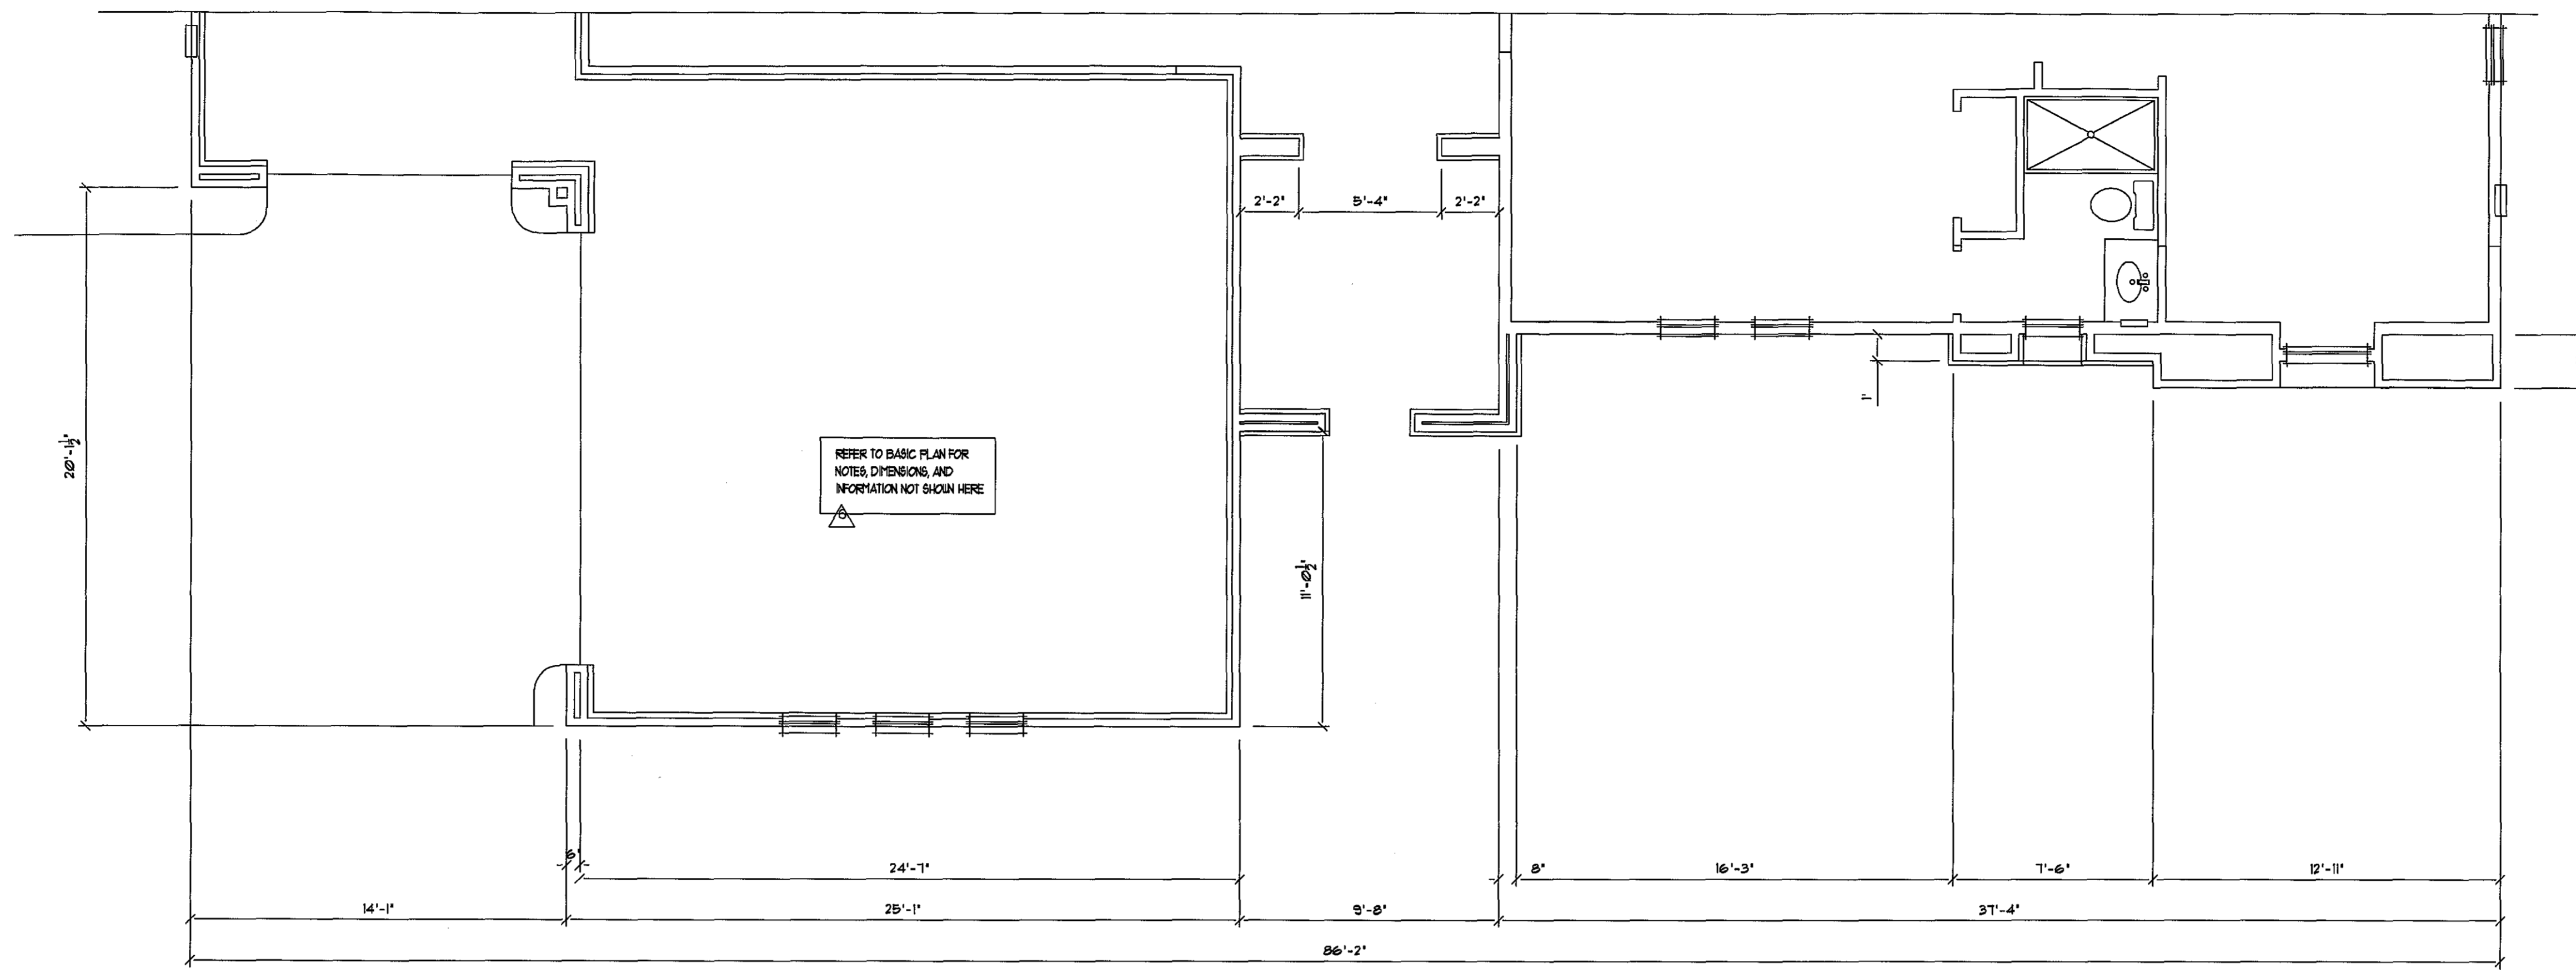 2'-2" 5'-4" 2'-2"
1'
20'-1½"
REFER TO BASIC PLAN FOR
NOTES, DIMENSIONS, AND
INFORMATION NOT SHOWN HERE
6
11'-0½"
6"
24'-7" 8" 16'-3" 7'-6" 12'-11"
14'-1" 25'-1" 9'-8" 37'-4"
86'-2"